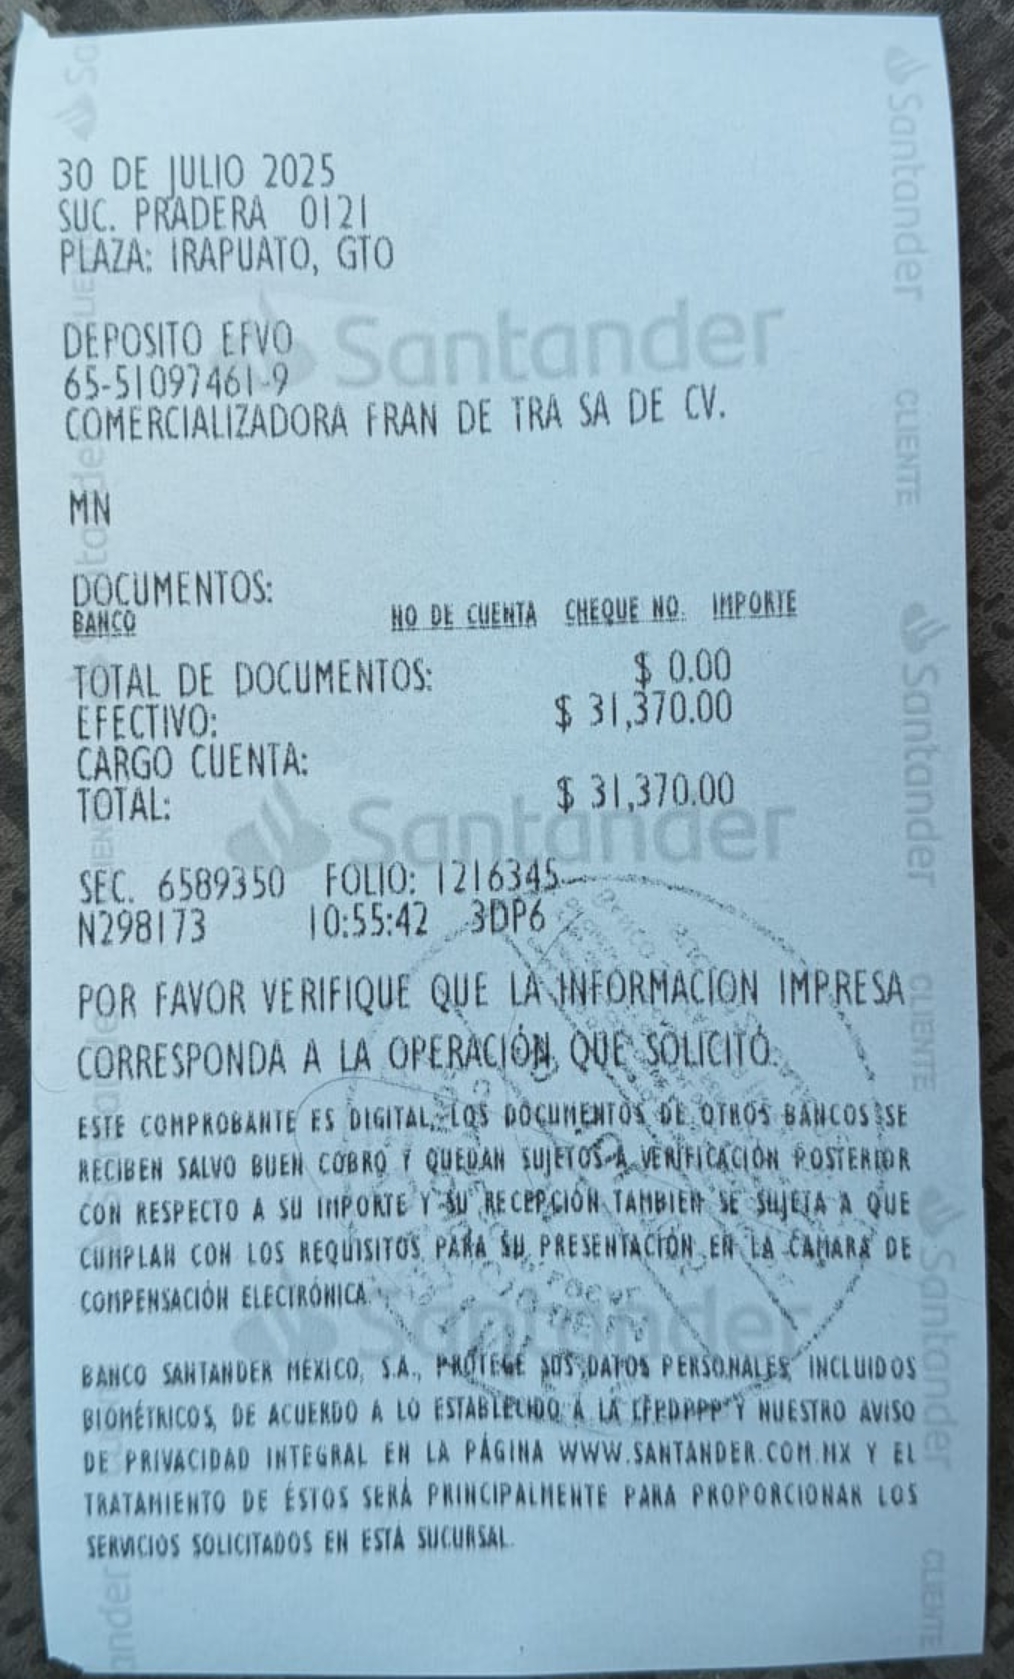 30 DE JULIO 2025
SUC. PRADERA 0121
PLAZA: IRAPUATO, GTO
Santander
DEPOSITO EFVO
65-51097461-9
COMERCIALIZADORA FRAN DE TRA SA DE CV.
CLIENTE
MN
DOCUMENTOS:
BANCO NO DE CUENTA CHEQUE NO. IMPORTE
TOTAL DE DOCUMENTOS: $ 0.00
EFECTIVO: $ 31,370.00
CARGO CUENTA:
TOTAL: $ 31,370.00
Santander
SEC. 6589350 FOLIO: 1216345
N298173 10:55:42 3DP6
POR FAVOR VERIFIQUE QUE LA INFORMACION IMPRESA
CORRESPONDA A LA OPERACIÓN QUE SOLICITÓ.
CLIENTE
ESTE COMPROBANTE ES DIGITAL, LOS DOCUMENTOS DE OTROS BANCOS SE
RECIBEN SALVO BUEN COBRO Y QUEDAN SUJETOS A VERIFICACIÓN POSTERIOR
CON RESPECTO A SU IMPORTE Y SU RECEPCIÓN TAMBIEN SE SUJETA A QUE
CUMPLAN CON LOS REQUISITOS PARA SU PRESENTACIÓN EN LA CAMARA DE
COMPENSACIÓN ELECTRÓNICA.
Santander
BANCO SANTANDER MÉXICO, S.A., PROTEGE SUS DATOS PERSONALES, INCLUIDOS
BIOMÉTRICOS, DE ACUERDO A LO ESTABLECIDO A LA LFPDPPP Y NUESTRO AVISO
DE PRIVACIDAD INTEGRAL EN LA PÁGINA WWW.SANTANDER.COM.MX Y EL
TRATAMIENTO DE ÉSTOS SERÁ PRINCIPALMENTE PARA PROPORCIONAR LOS
SERVICIOS SOLICITADOS EN ESTA SUCURSAL.
CLIENTE